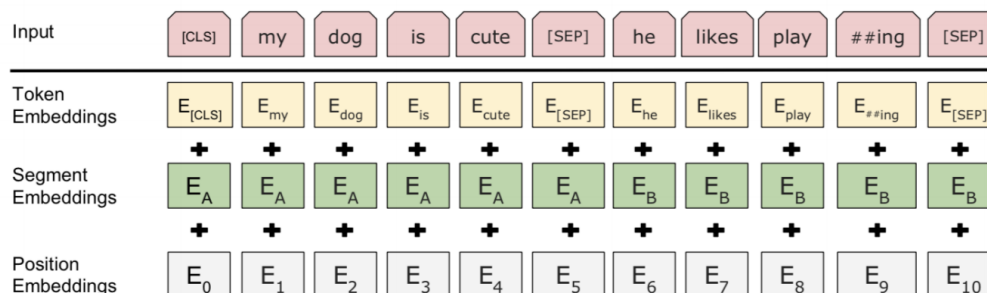 Input [CLS] my dog is cute [SEP] he likes play ##ing [SEP]
Token
Embeddings E[CLS] Emy Edog Eis Ecute E[SEP] Ehe Elikes Eplay E##ing E[SEP]
+ + + + + + + + + + +
Segment
Embeddings EA EA EA EA EA EA EB EB EB EB EB
+ + + + + + + + + + +
Position
Embeddings E0 E1 E2 E3 E4 E5 E6 E7 E8 E9 E10